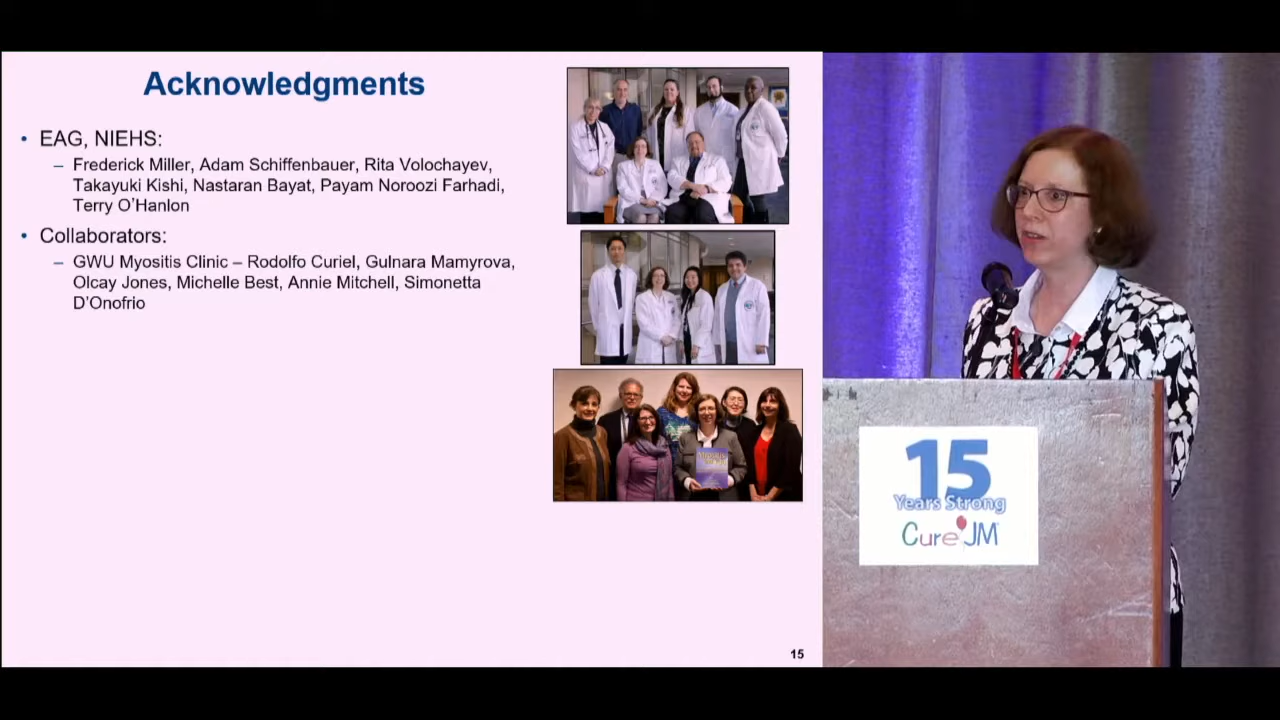 Acknowledgments
• EAG, NIEHS:
– Frederick Miller, Adam Schiffenbauer, Rita Volochayev,
Takayuki Kishi, Nastaran Bayat, Payam Noroozi Farhadi,
Terry O’Hanlon
• Collaborators:
– GWU Myositis Clinic – Rodolfo Curiel, Gulnara Mamyrova,
Olcay Jones, Michelle Best, Annie Mitchell, Simonetta
D’Onofrio
15
15
Years Strong
Cure JM